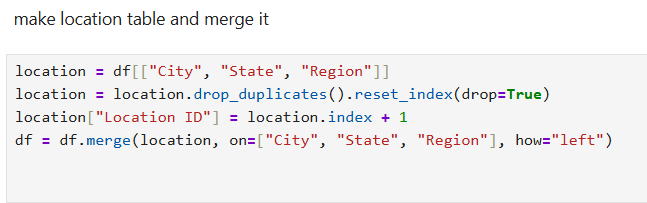 make location table and merge it
location = df[["City", "State", "Region"]]
location = location.drop_duplicates().reset_index(drop=True)
location["Location ID"] = location.index + 1
df = df.merge(location, on=["City", "State", "Region"], how="left")